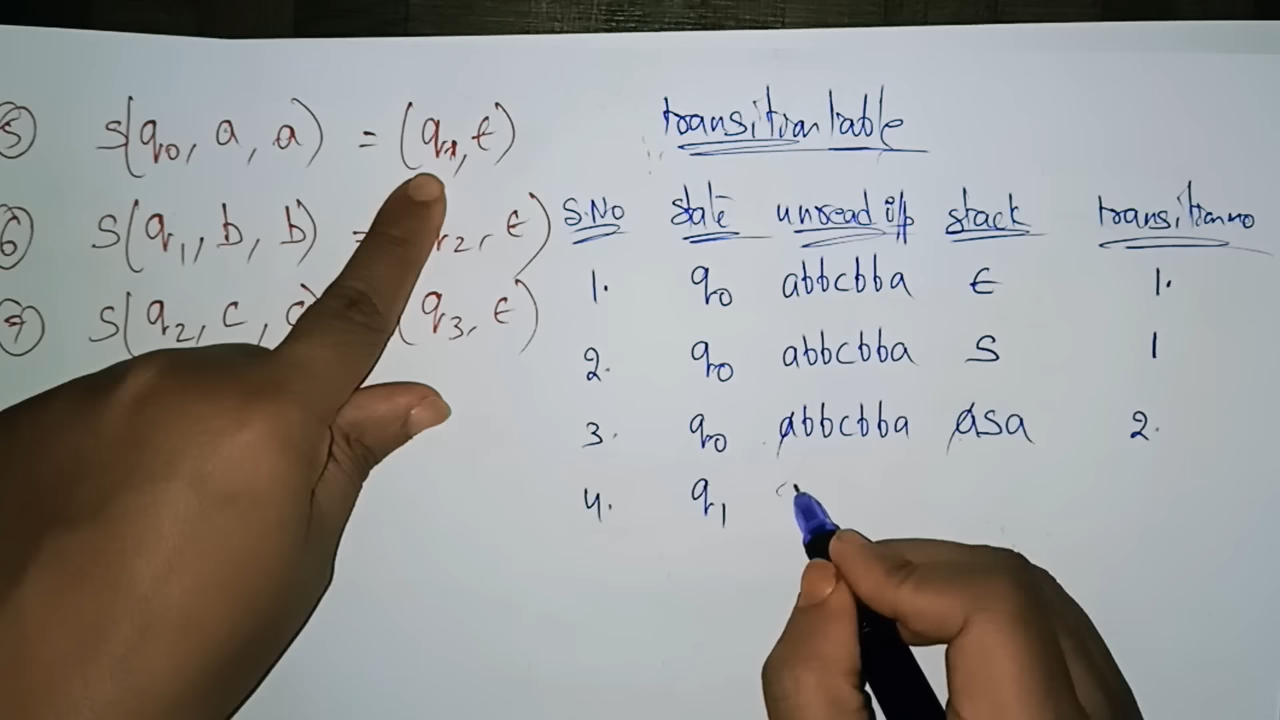 ⑤ S(q₀, a, a) = (q₁, ϵ)
⑥ S(q₁, b, b) = q₂, ϵ)
⑦ S(q₂, c, c) (q₃, ϵ)
transition table
S.No state unread i/p stack transition no
1. q₀ abbcbba ϵ 1.
2. q₀ abbcbba S 1
3. q₀ abbcbba aSa 2.
4. q₁